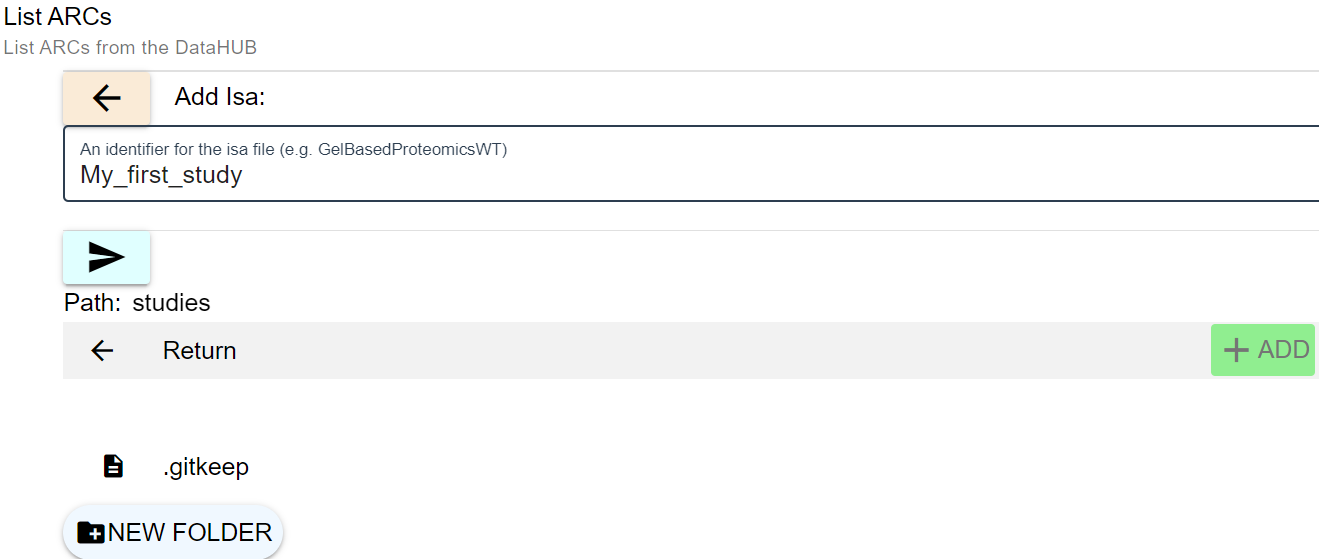 List ARCs
List ARCs from the DataHUB
Add Isa:
An identifier for the isa file (e.g. GelBasedProteomicsWT)
My_first_study
Path: studies
Return
ADD
.gitkeep
NEW FOLDER